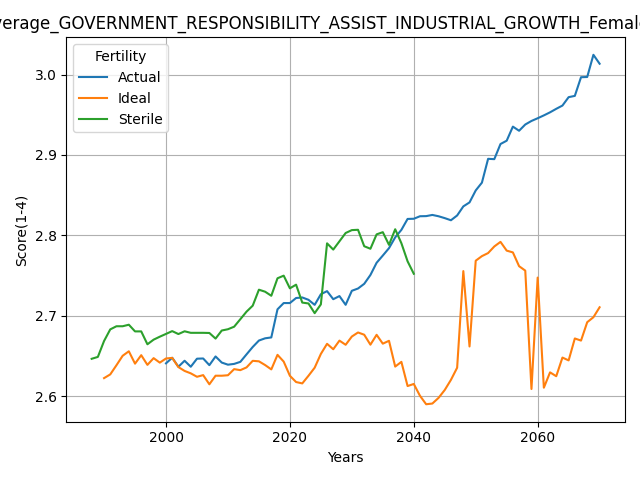 verage_GOVERNMENT_RESPONSIBILITY_ASSIST_INDUSTRIAL_GROWTH_Female
Fertility
Actual
Ideal
Sterile
3.0
2.9
2.8
2.7
2.6
Score(1-4)
2000 2020 2040 2060
Years